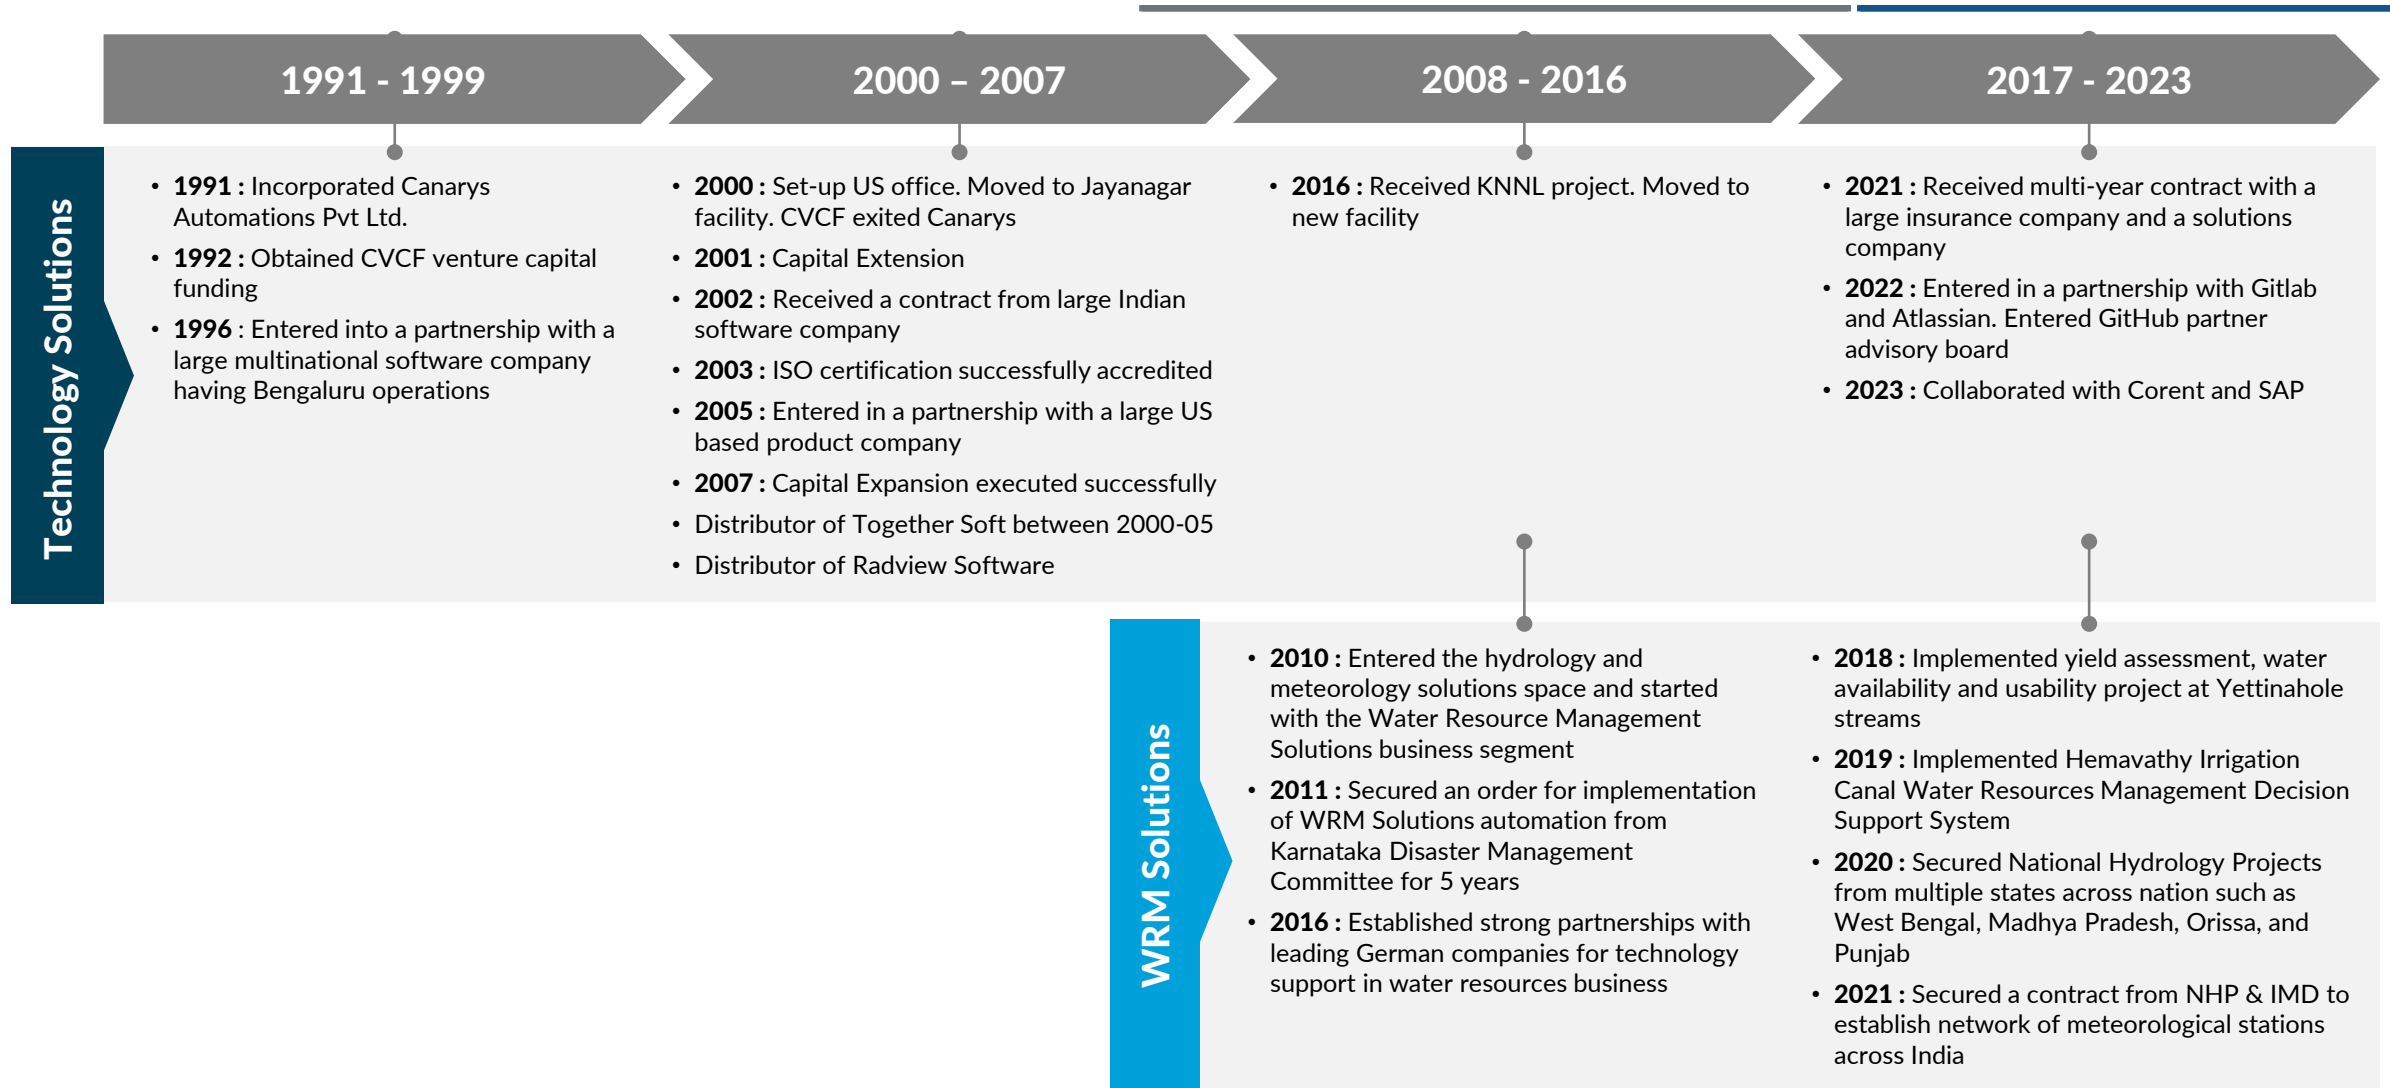 1991 - 1999
2000 – 2007
2008 - 2016
2017 - 2023
Technology Solutions
• 1991 : Incorporated Canarys
Automations Pvt Ltd.
• 1992 : Obtained CVCF venture capital
funding
• 1996 : Entered into a partnership with a
large multinational software company
having Bengaluru operations
• 2000 : Set-up US office. Moved to Jayanagar
facility. CVCF exited Canarys
• 2001 : Capital Extension
• 2002 : Received a contract from large Indian
software company
• 2003 : ISO certification successfully accredited
• 2005 : Entered in a partnership with a large US
based product company
• 2007 : Capital Expansion executed successfully
• Distributor of Together Soft between 2000-05
• Distributor of Radview Software
• 2016 : Received KNNL project. Moved to
new facility
• 2021 : Received multi-year contract with a
large insurance company and a solutions
company
• 2022 : Entered in a partnership with Gitlab
and Atlassian. Entered GitHub partner
advisory board
• 2023 : Collaborated with Corent and SAP
WRM Solutions
• 2010 : Entered the hydrology and
meteorology solutions space and started
with the Water Resource Management
Solutions business segment
• 2011 : Secured an order for implementation
of WRM Solutions automation from
Karnataka Disaster Management
Committee for 5 years
• 2016 : Established strong partnerships with
leading German companies for technology
support in water resources business
• 2018 : Implemented yield assessment, water
availability and usability project at Yettinahole
streams
• 2019 : Implemented Hemavathy Irrigation
Canal Water Resources Management Decision
Support System
• 2020 : Secured National Hydrology Projects
from multiple states across nation such as
West Bengal, Madhya Pradesh, Orissa, and
Punjab
• 2021 : Secured a contract from NHP & IMD to
establish network of meteorological stations
across India